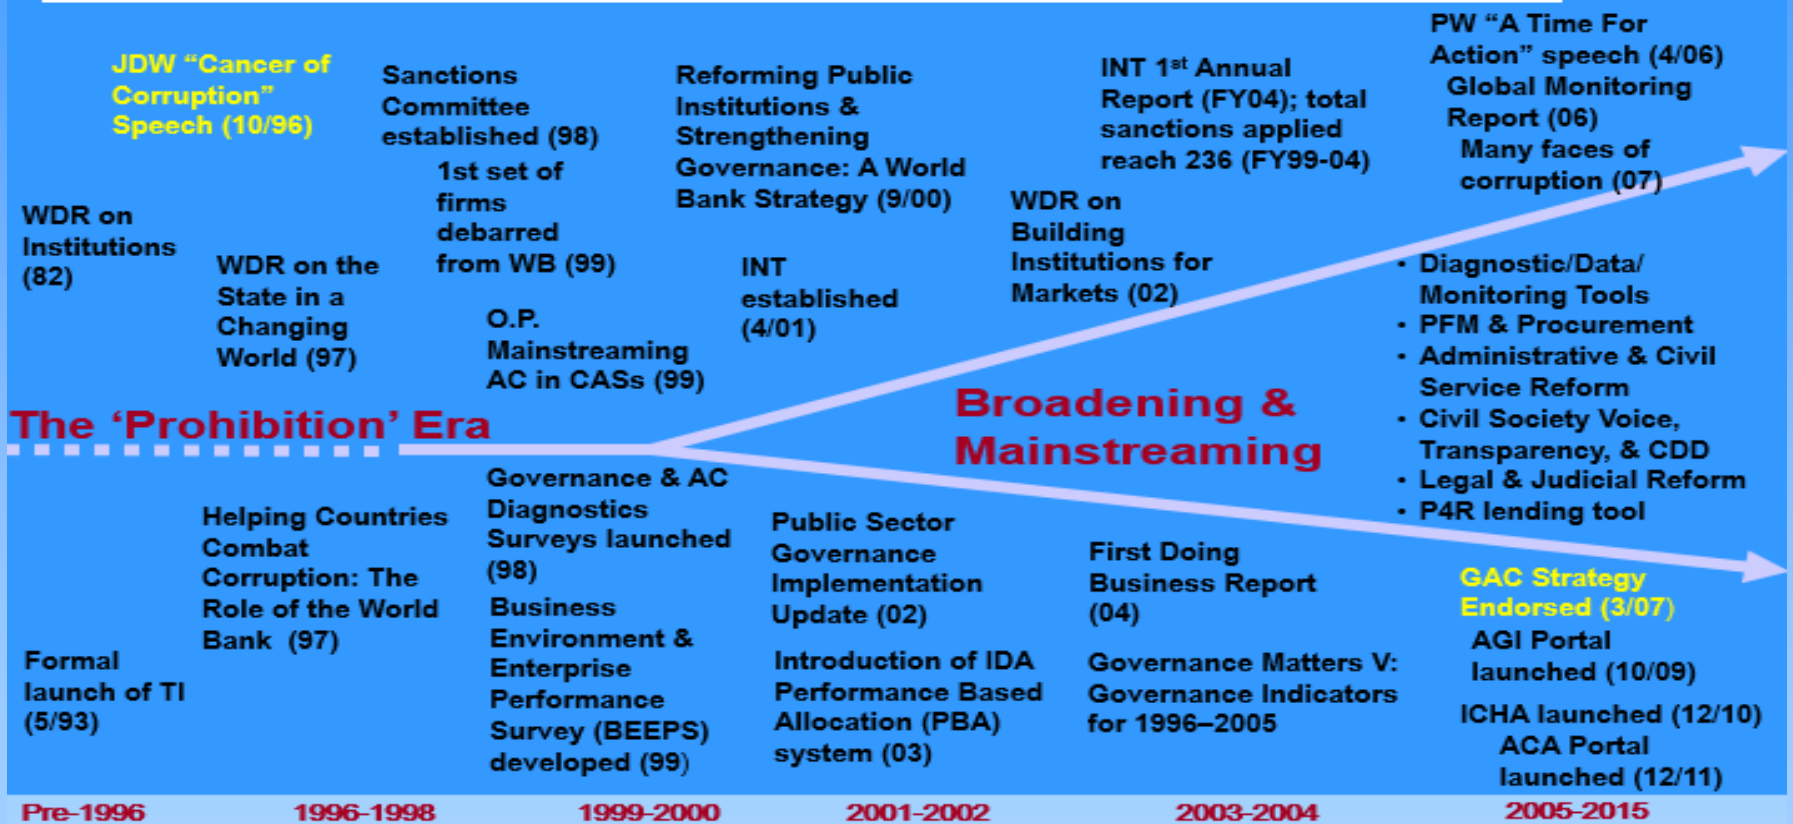 JDW “Cancer of
Corruption”
Speech (10/96)
WDR on
Institutions
(82)
WDR on the
State in a
Changing
World (97)
Sanctions
Committee
established (98)
1st set of
firms
debarred
from WB (99)
O.P.
Mainstreaming
AC in CASs (99)
Reforming Public
Institutions &
Strengthening
Governance: A World
Bank Strategy (9/00)
INT
established
(4/01)
INT 1st Annual
Report (FY04); total
sanctions applied
reach 236 (FY99-04)
WDR on
Building
Institutions for
Markets (02)
PW “A Time For
Action” speech (4/06)
Global Monitoring
Report (06)
Many faces of
corruption (07)
The ‘Prohibition’ Era
Broadening &
Mainstreaming
• Diagnostic/Data/
Monitoring Tools
• PFM & Procurement
• Administrative & Civil
Service Reform
• Civil Society Voice,
Transparency, & CDD
• Legal & Judicial Reform
• P4R lending tool
Formal
launch of TI
(5/93)
Helping Countries
Combat
Corruption: The
Role of the World
Bank (97)
Governance & AC
Diagnostics
Surveys launched
(98)
Business
Environment &
Enterprise
Performance
Survey (BEEPS)
developed (99)
Public Sector
Governance
Implementation
Update (02)
Introduction of IDA
Performance Based
Allocation (PBA)
system (03)
First Doing
Business Report
(04)
Governance Matters V:
Governance Indicators
for 1996–2005
GAC Strategy
Endorsed (3/07)
AGI Portal
launched (10/09)
ICHA launched (12/10)
ACA Portal
launched (12/11)
Pre-1996
1996-1998
1999-2000
2001-2002
2003-2004
2005-2015